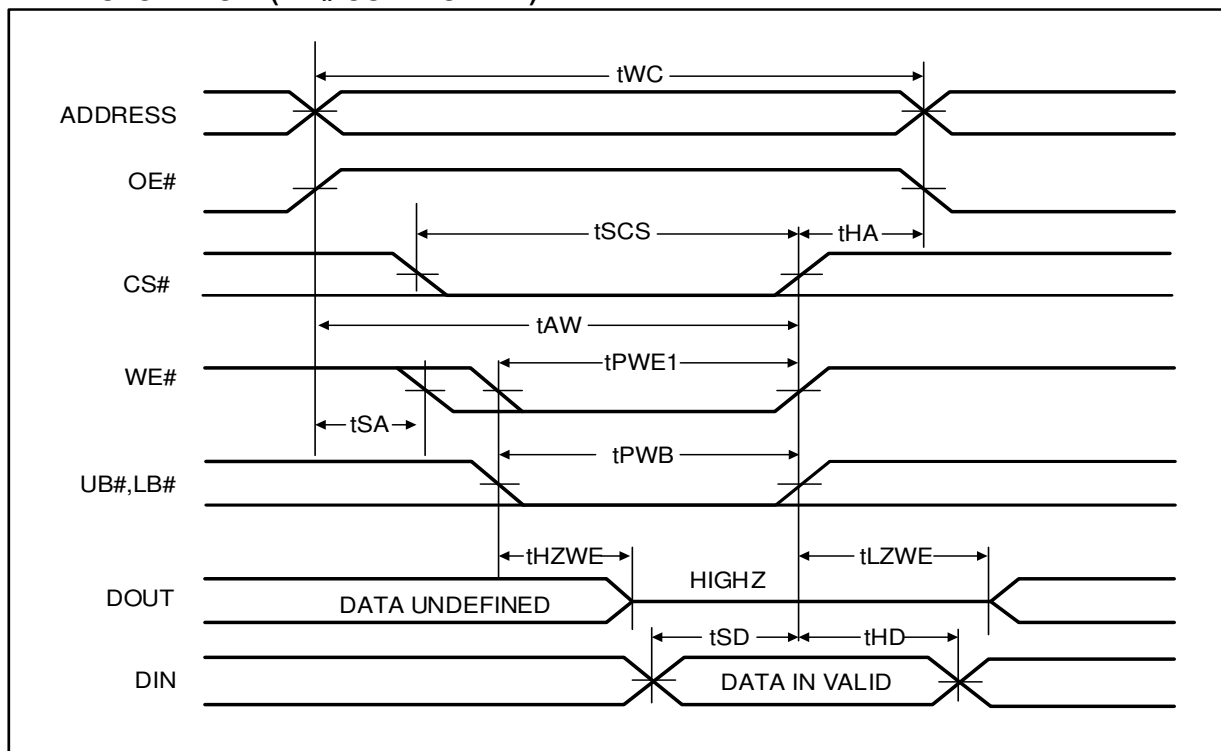 tWC
ADDRESS
OE#
tSCS
tHA
CS#
tAW
tPWE1
WE#
tSA
tPWB
UB#,LB#
tHZWE
tLZWE
HIGHZ
DOUT
DATA UNDEFINED
tSD
tHD
DIN
DATA IN VALID